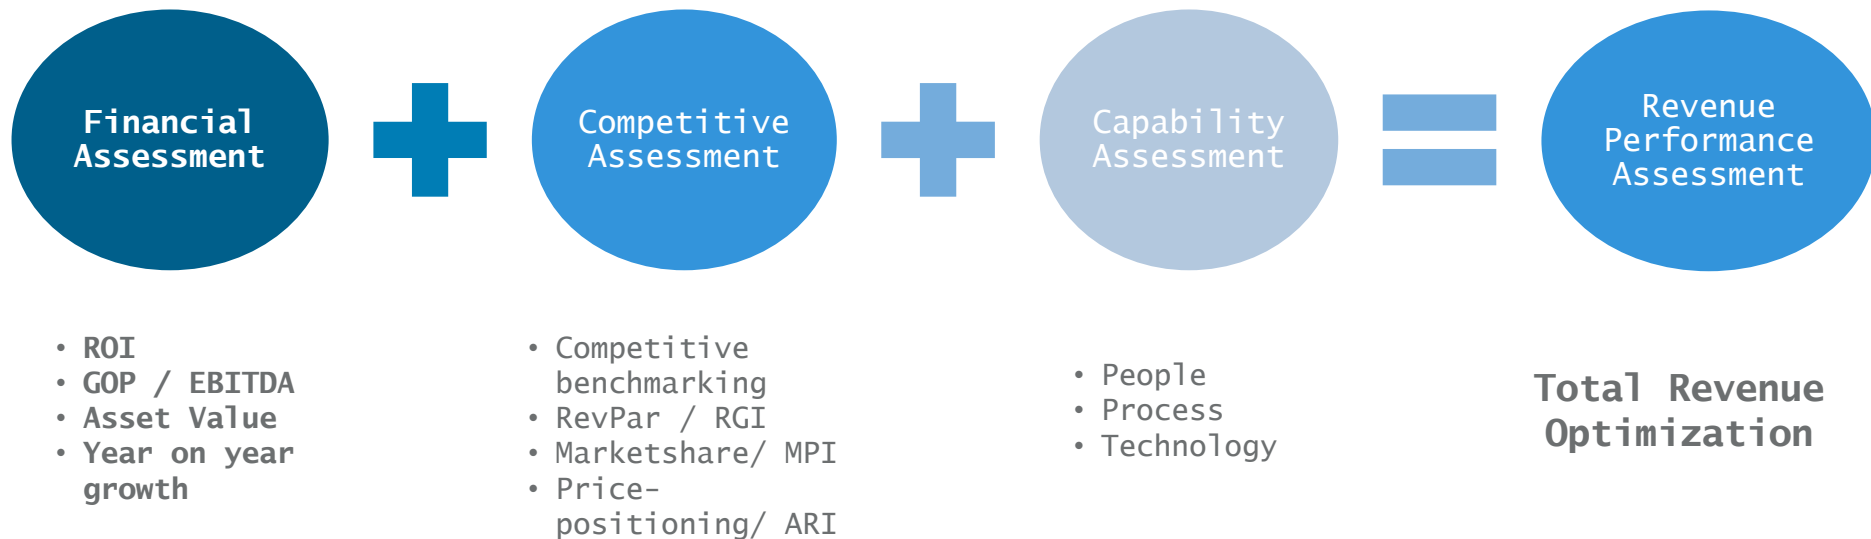 Financial
Assessment
Competitive
Assessment
Capability
Assessment
Revenue
Performance
Assessment
• ROI
• GOP / EBITDA
• Asset Value
• Year on year
growth
• Competitive
benchmarking
• RevPar / RGI
• Marketshare/ MPI
• Price-
positioning/ ARI
• People
• Process
• Technology
Total Revenue
Optimization